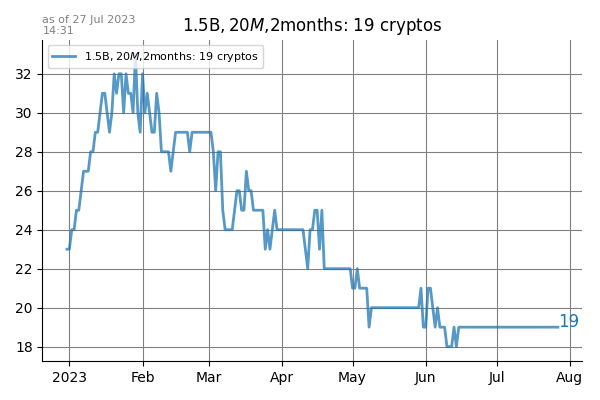 as of 27 Jul 2023
14:31
1.5B, 20M,2months: 19 cryptos
1.5B, 20M,2months: 19 cryptos
32
30
28
26
24
22
20
18
19
2023 Feb Mar Apr May Jun Jul Aug